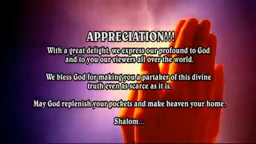 APPRECIATION!!!
With a great delight, we express our profound to God
and to you our viewers all over the world.
We bless God for making you a partaker of this divine
truth even as scarce as it is.
May God replenish your pockets and make heaven your home.
Shalom...